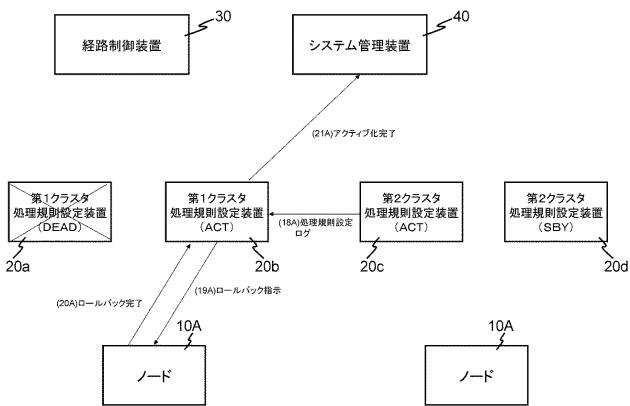 30
経路制御装置
40
システム管理装置
(21A)アクティブ化完了
第1クラスタ
処理規則設定装置
(DEAD)
20a
第1クラスタ
処理規則設定装置
(ACT)
20b
(18A)処理規則設定
ログ
第2クラスタ
処理規則設定装置
(ACT)
20c
第2クラスタ
処理規則設定装置
(SBY)
20d
(20A)ロールバック完了
(19A)ロールバック指示
10A
ノード
10A
ノード